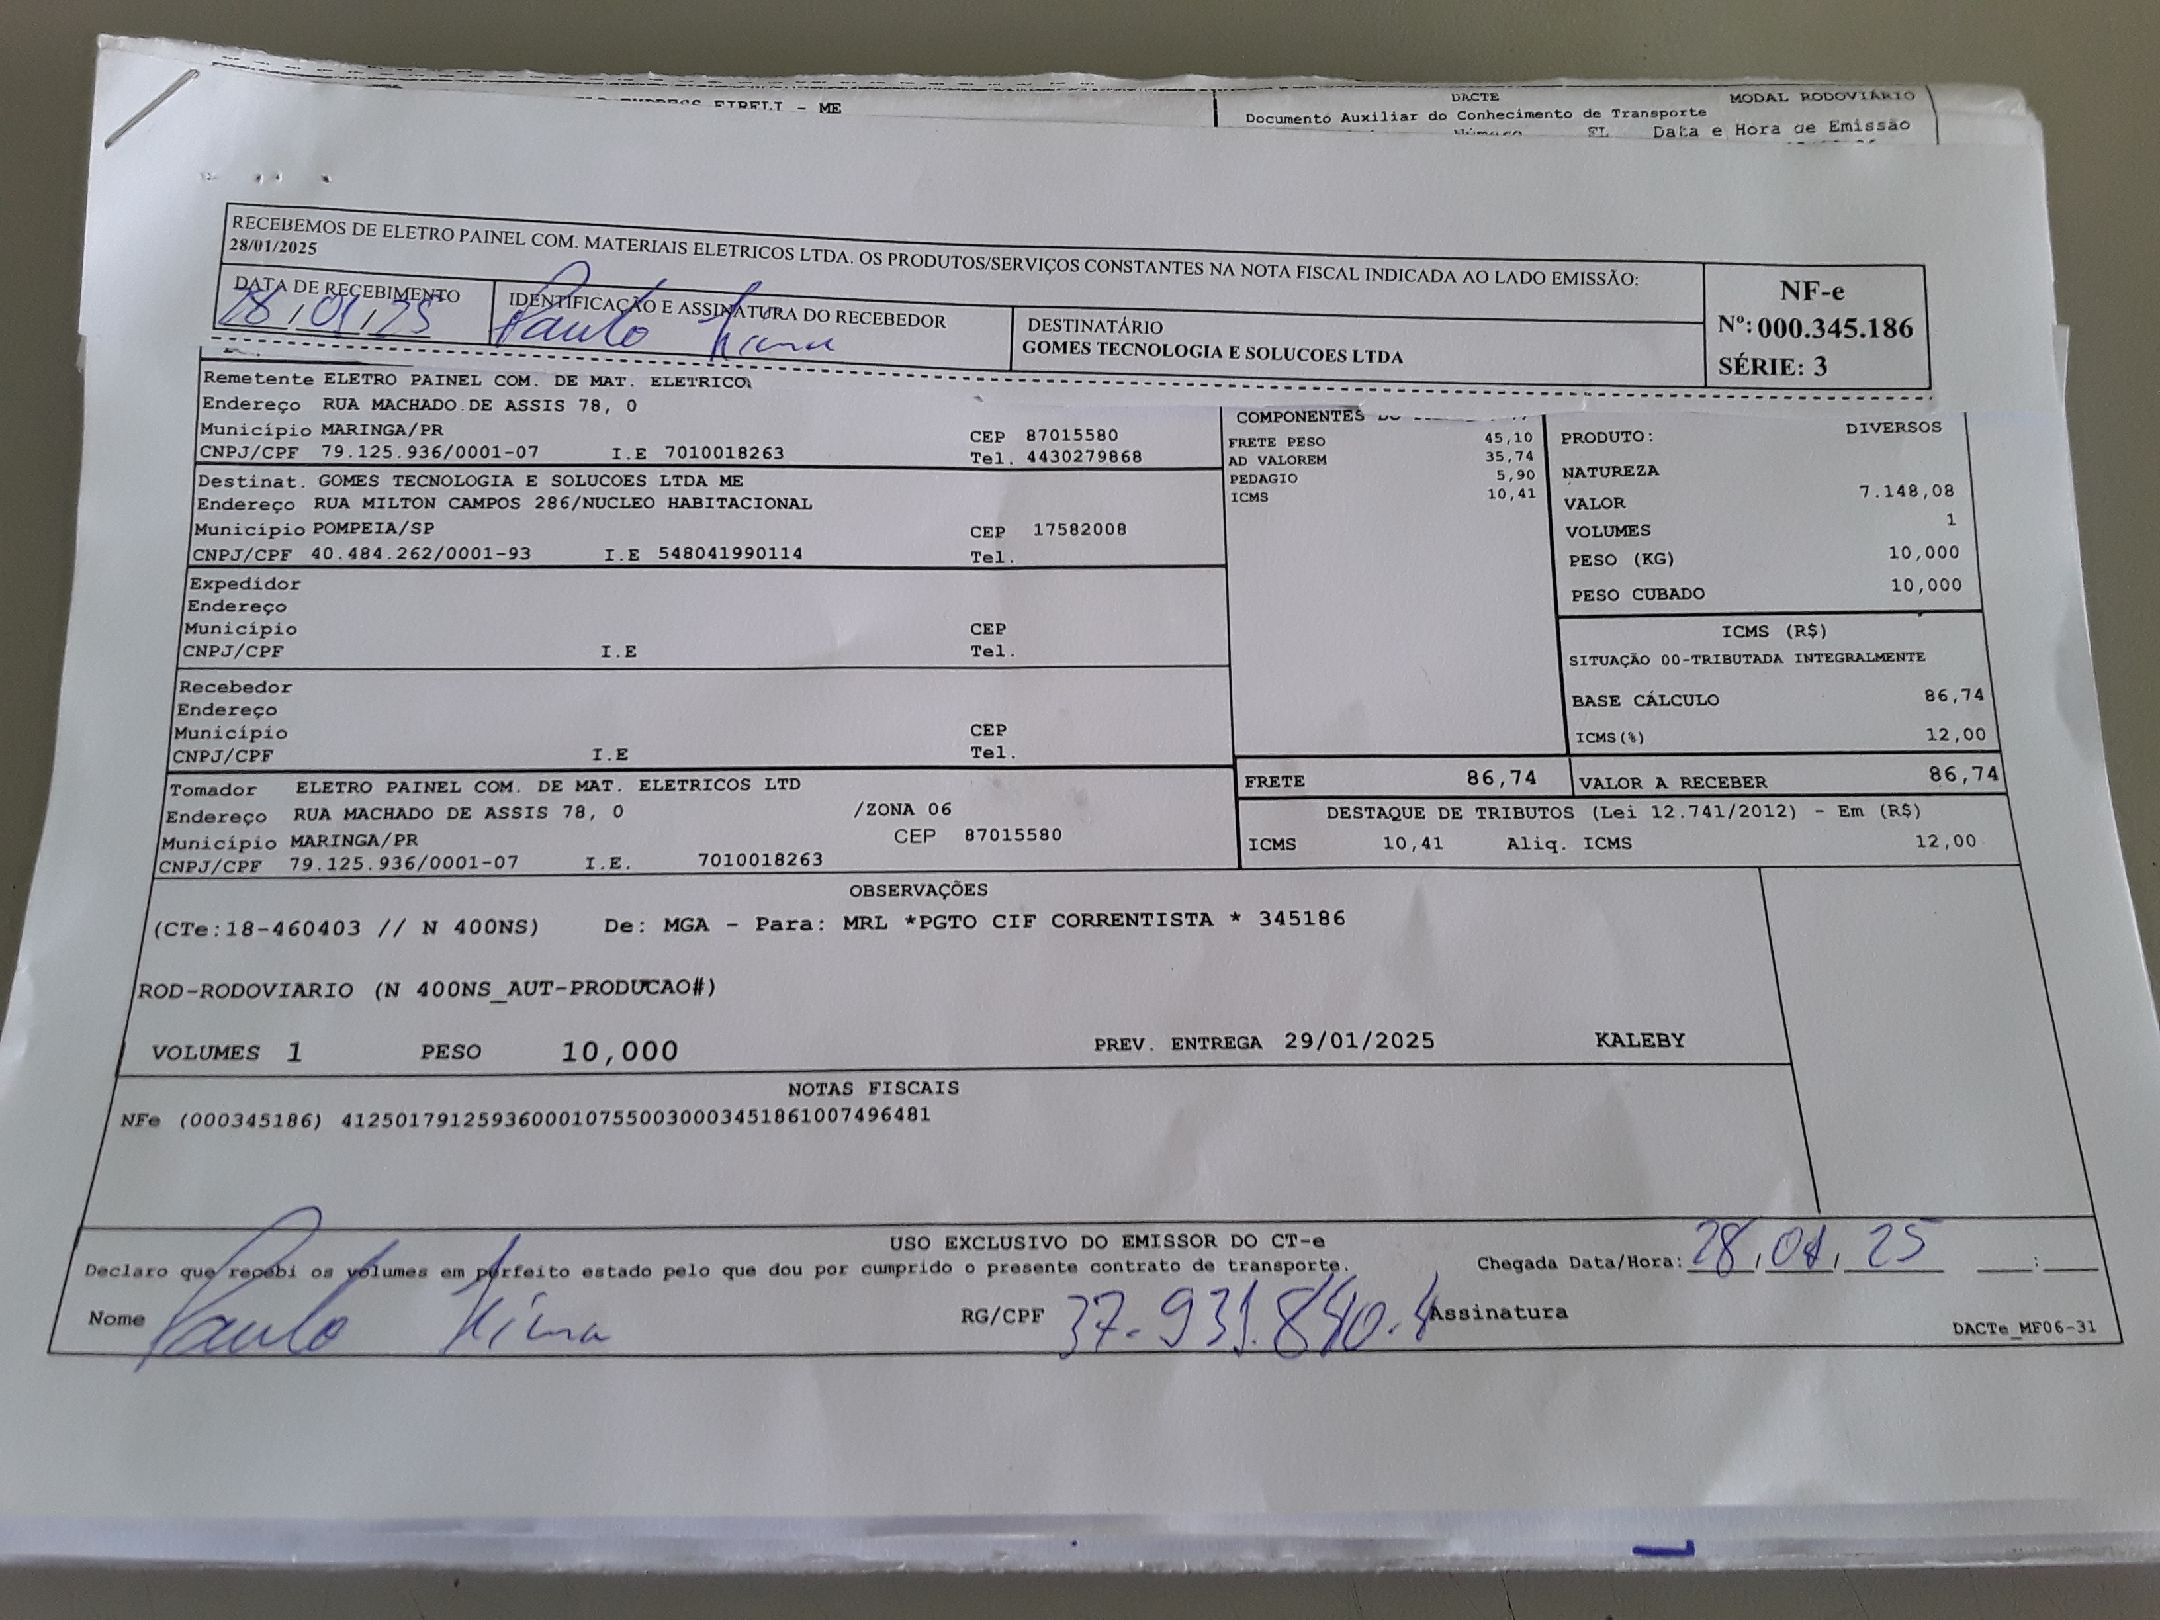 EIRELI - ME
DACTE
MODAL RODOVIÁRIO
Documento Auxiliar do Conhecimento de Transporte
Data e Hora de Emissão
RECEBEMOS DE ELETRO PAINEL COM. MATERIAIS ELETRICOS LTDA. OS PRODUTOS/SERVIÇOS CONSTANTES NA NOTA FISCAL INDICADA AO LADO EMISSÃO:
28/01/2025
DATA DE RECEBIMENTO
28/01/25
IDENTIFICAÇÃO E ASSINATURA DO RECEBEDOR
Paulo
DESTINATÁRIO
GOMES TECNOLOGIA E SOLUCOES LTDA
NF-e
Nº: 000.345.186
SÉRIE: 3
Remetente ELETRO PAINEL COM. DE MAT. ELETRICO
Endereço RUA MACHADO DE ASSIS 78, 0
Município MARINGA/PR CEP 87015580
CNPJ/CPF 79.125.936/0001-07 I.E 7010018263 Tel. 4430279868
Destinat. GOMES TECNOLOGIA E SOLUCOES LTDA ME
Endereço RUA MILTON CAMPOS 286/NUCLEO HABITACIONAL
Município POMPEIA/SP CEP 17582008
CNPJ/CPF 40.484.262/0001-93 I.E 548041990114 Tel.
Expedidor
Endereço
Município CEP
CNPJ/CPF I.E Tel.
Recebedor
Endereço
Município CEP
CNPJ/CPF I.E Tel.
Tomador ELETRO PAINEL COM. DE MAT. ELETRICOS LTD
Endereço RUA MACHADO DE ASSIS 78, 0 /ZONA 06
Município MARINGA/PR CEP 87015580
CNPJ/CPF 79.125.936/0001-07 I.E. 7010018263
COMPONENTES
FRETE PESO 45,10
AD VALOREM 35,74
PEDAGIO 5,90
ICMS 10,41
PRODUTO: DIVERSOS
NATUREZA
VALOR 7.148,08
VOLUMES 1
PESO (KG) 10,000
PESO CUBADO 10,000
ICMS (R$)
SITUAÇÃO 00-TRIBUTADA INTEGRALMENTE
BASE CÁLCULO 86,74
ICMS(%) 12,00
FRETE 86,74 VALOR A RECEBER 86,74
DESTAQUE DE TRIBUTOS (Lei 12.741/2012) - Em (R$)
ICMS 10,41 Aliq. ICMS 12,00
OBSERVAÇÕES
(CTe:18-460403 // N 400NS) De: MGA - Para: MRL *PGTO CIF CORRENTISTA * 345186
ROD-RODOVIARIO (N 400NS_AUT-PRODUCAO#)
VOLUMES 1 PESO 10,000 PREV. ENTREGA 29/01/2025 KALEBY
NOTAS FISCAIS
NFe (000345186) 41250179125936000107550030003451861007496481
USO EXCLUSIVO DO EMISSOR DO CT-e
Declaro que recebi os volumes em perfeito estado pelo que dou por cumprido o presente contrato de transporte.
Chegada Data/Hora: 28/01/25 __:__
Nome Paulo
RG/CPF 37.931.840. Assinatura
DACTe_MF06-31